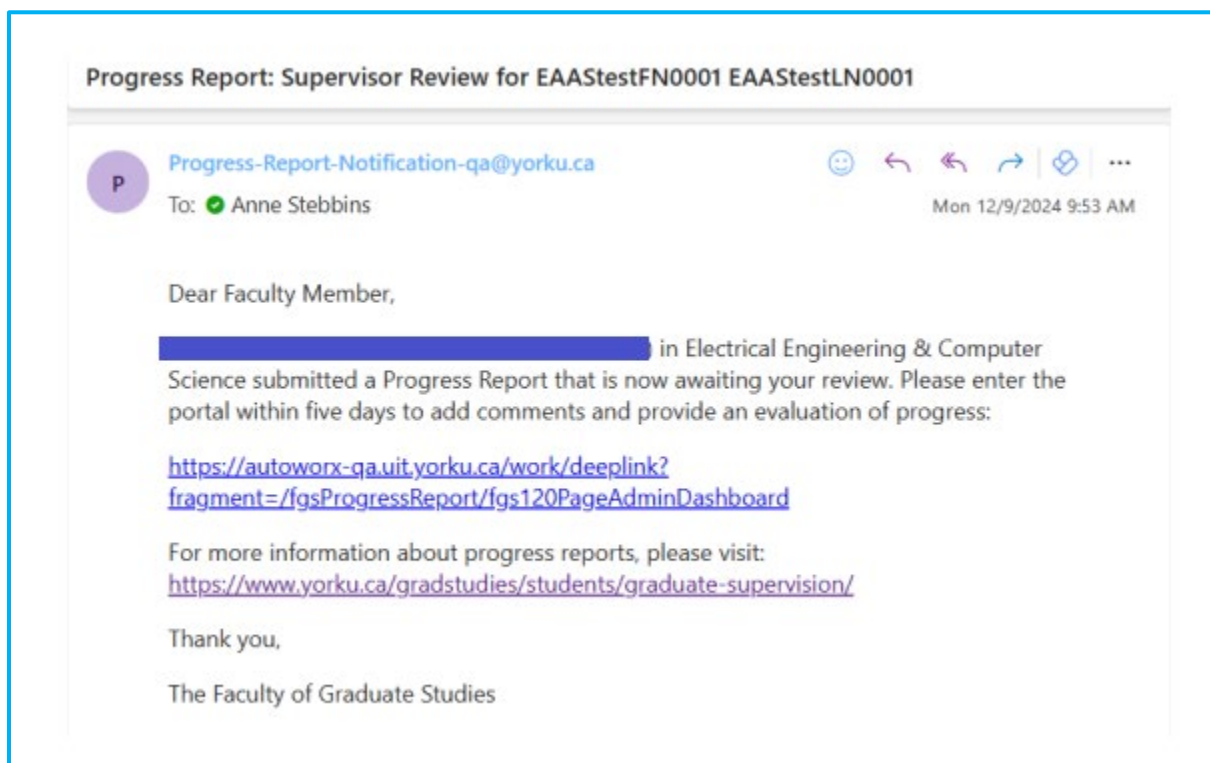 Progress Report: Supervisor Review for EAAStestFN0001 EAAStestLN0001
P
Progress-Report-Notification-qa@yorku.ca
To: Anne Stebbins
Mon 12/9/2024 9:53 AM
Dear Faculty Member,
in Electrical Engineering & Computer
Science submitted a Progress Report that is now awaiting your review. Please enter the
portal within five days to add comments and provide an evaluation of progress:
https://autoworx-qa.uit.yorku.ca/work/deeplink?
fragment=/fgsProgressReport/fgs120PageAdminDashboard
For more information about progress reports, please visit:
https://www.yorku.ca/gradstudies/students/graduate-supervision/
Thank you,
The Faculty of Graduate Studies